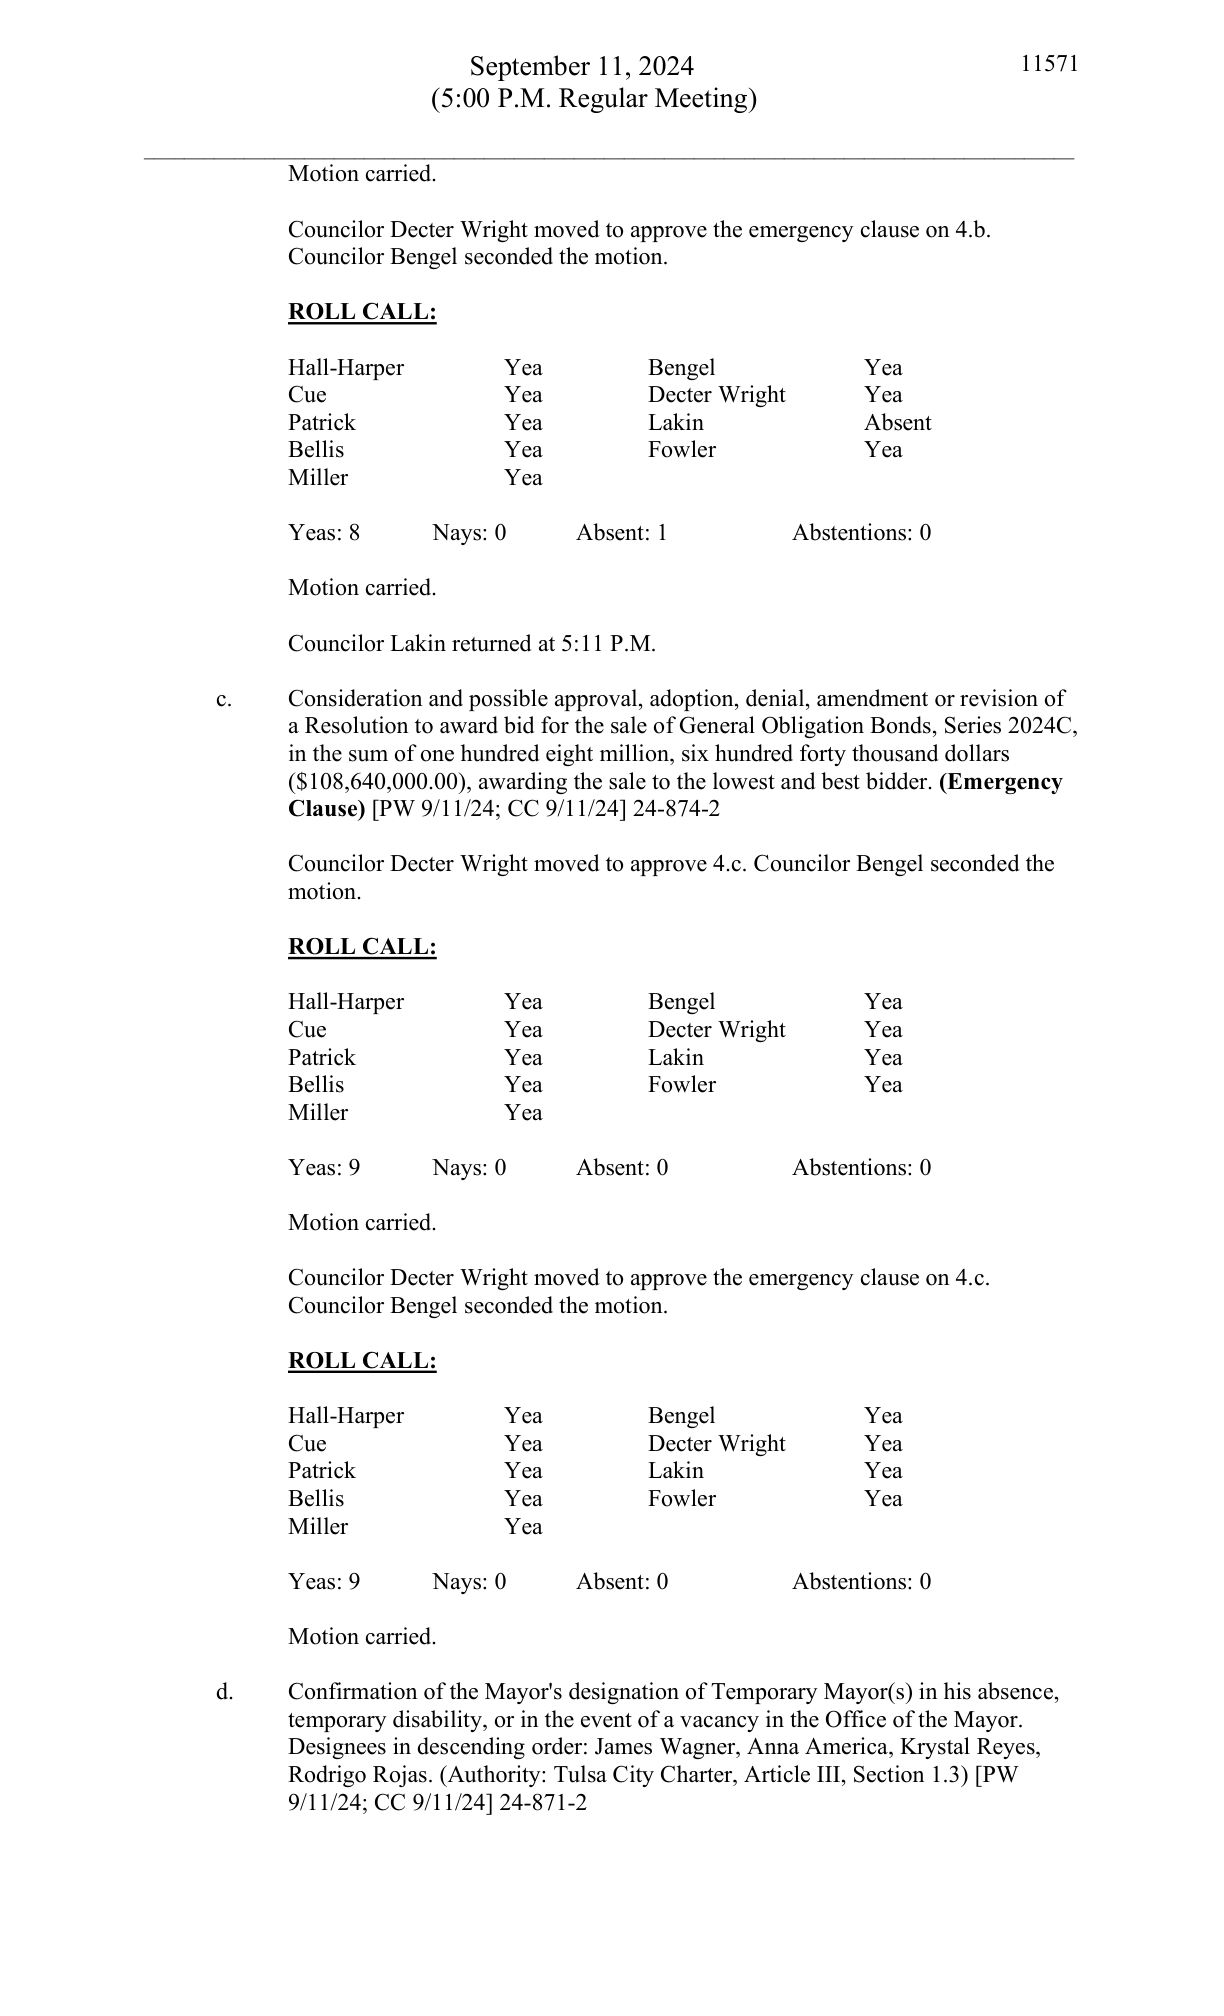 September 11, 2024 11571
(5:00 P.M. Regular Meeting)
Motion carried.
Councilor Decter Wright moved to approve the emergency clause on 4.b.
Councilor Bengel seconded the motion.
ROLL CALL:
Hall-Harper Yea Bengel Yea
Cue Yea Decter Wright Yea
Patrick Yea Lakin Absent
Bellis Yea Fowler Yea
Miller Yea
Yeas: 8 Nays: 0 Absent: 1 Abstentions: 0
Motion carried.
Councilor Lakin returned at 5:11 P.M.
c. Consideration and possible approval, adoption, denial, amendment or revision of
a Resolution to award bid for the sale of General Obligation Bonds, Series 2024C,
in the sum of one hundred eight million, six hundred forty thousand dollars
($108,640,000.00), awarding the sale to the lowest and best bidder. (Emergency
Clause) [PW 9/11/24; CC 9/11/24] 24-874-2
Councilor Decter Wright moved to approve 4.c. Councilor Bengel seconded the
motion.
ROLL CALL:
Hall-Harper Yea Bengel Yea
Cue Yea Decter Wright Yea
Patrick Yea Lakin Yea
Bellis Yea Fowler Yea
Miller Yea
Yeas: 9 Nays: 0 Absent: 0 Abstentions: 0
Motion carried.
Councilor Decter Wright moved to approve the emergency clause on 4.c.
Councilor Bengel seconded the motion.
ROLL CALL:
Hall-Harper Yea Bengel Yea
Cue Yea Decter Wright Yea
Patrick Yea Lakin Yea
Bellis Yea Fowler Yea
Miller Yea
Yeas: 9 Nays: 0 Absent: 0 Abstentions: 0
Motion carried.
d. Confirmation of the Mayor's designation of Temporary Mayor(s) in his absence,
temporary disability, or in the event of a vacancy in the Office of the Mayor.
Designees in descending order: James Wagner, Anna America, Krystal Reyes,
Rodrigo Rojas. (Authority: Tulsa City Charter, Article III, Section 1.3) [PW
9/11/24; CC 9/11/24] 24-871-2